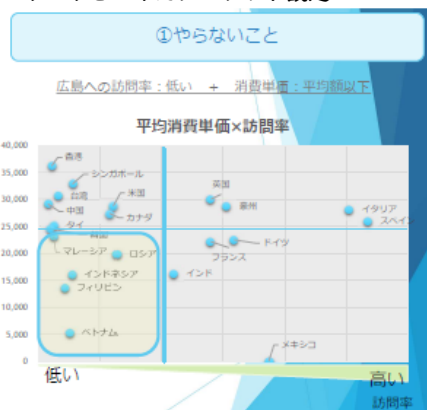 ①やらないこと
広島への訪問率：低い + 消費単価：平均額以下
平均消費単価×訪問率
40,000
35,000
30,000
25,000
20,000
15,000
10,000
5,000
0
香港
シンガポール
台湾
米国
中国
カナダ
タイ
韓国
マレーシア
ロシア
インドネシア
フィリピン
ベトナム
英国
豪州
イタリア
スペイン
ドイツ
フランス
インド
メキシコ
低い
高い
訪問率